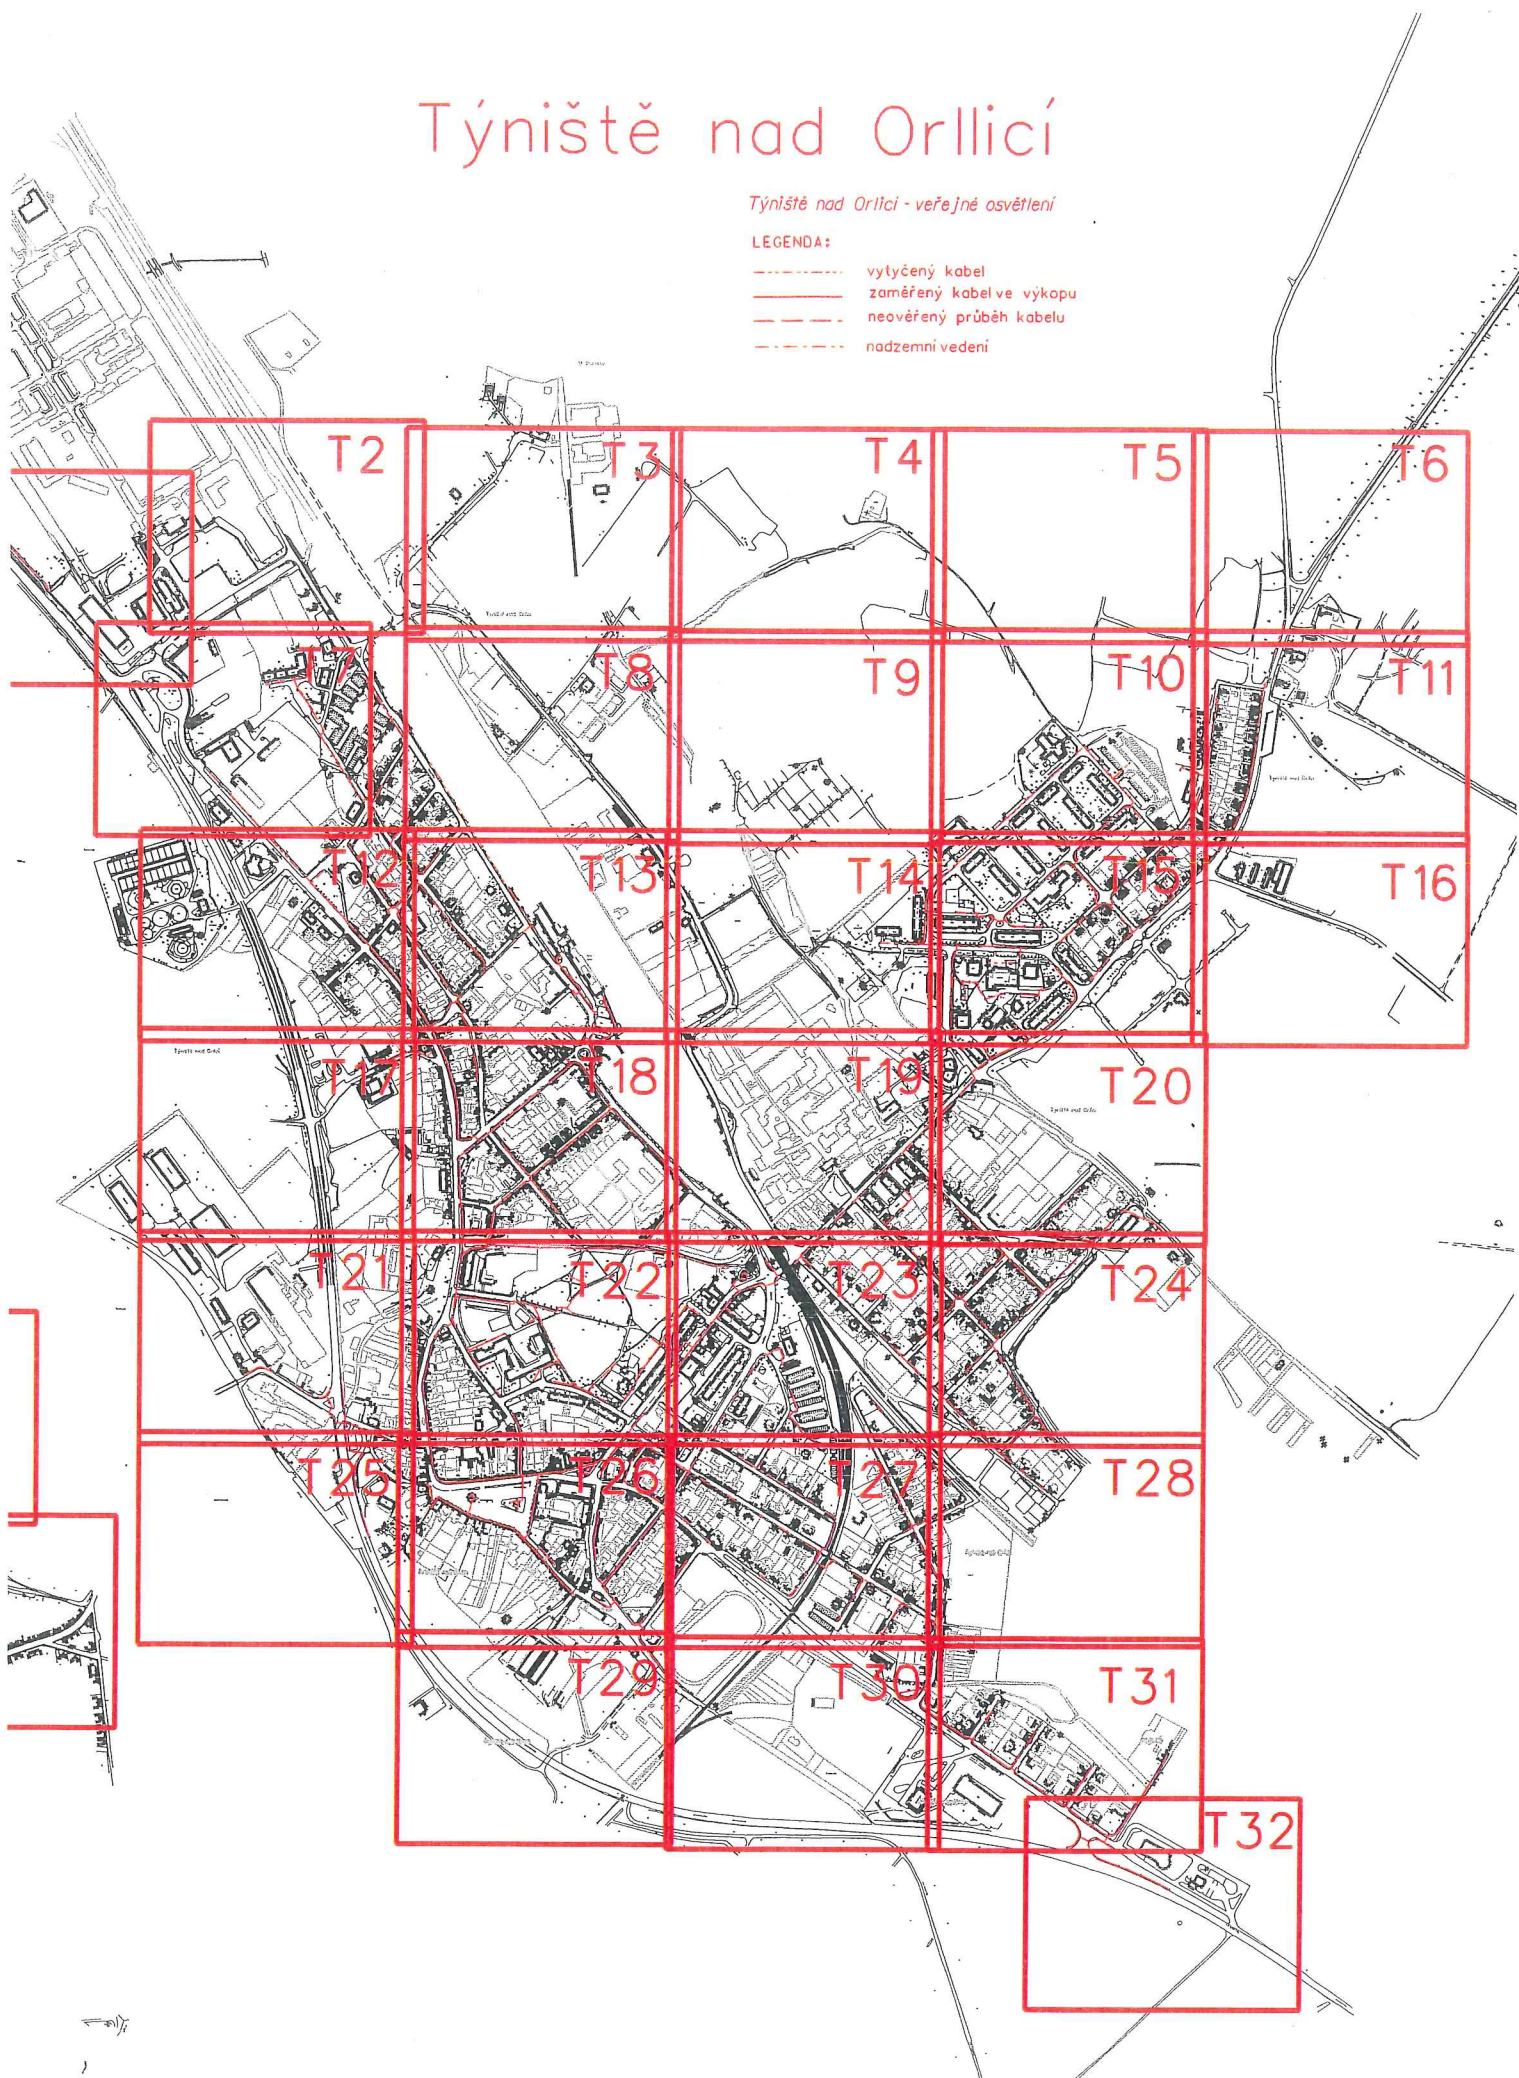 Týniště nad Orllicí
Týniště nad Orlicí - veřejné osvětlení
LEGENDA:
vytyčený kabel
zaměřený kabel ve výkopu
neověřený průběh kabelu
nadzemní vedení
T2
T3
T4
T5
T6
T7
T8
T9
T10
T11
T12
T13
T14
T15
T16
T17
T18
T19
T20
T21
T22
T23
T24
T25
T26
T27
T28
T29
T30
T31
T32